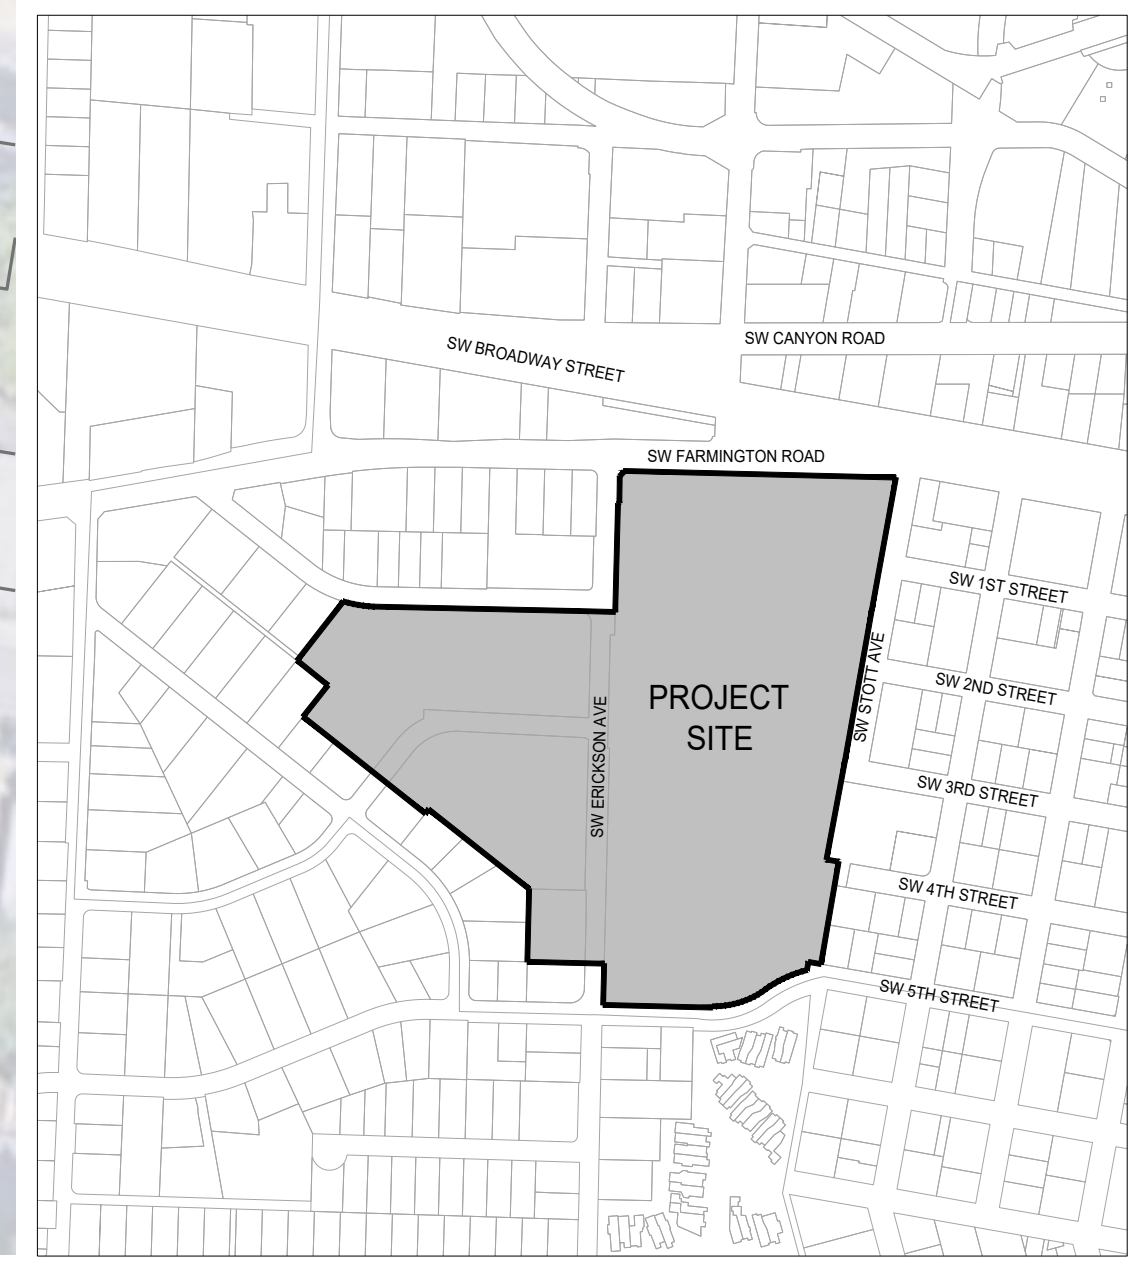 SW BROADWAY STREET
SW CANYON ROAD
SW FARMINGTON ROAD
SW 1ST STREET
SW STOTT AVE
SW 2ND STREET
PROJECT
SITE
SW ERICKSON AVE
SW 3RD STREET
SW 4TH STREET
SW 5TH STREET